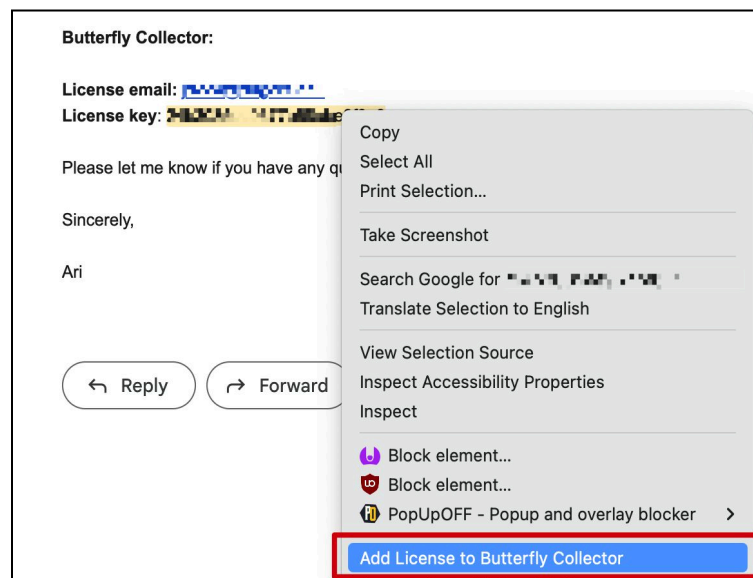 Butterfly Collector:
License email:
License key:
Please let me know if you have any qu
Sincerely,
Ari
Reply
Forward
Copy
Select All
Print Selection...
Take Screenshot
Search Google for
Translate Selection to English
View Selection Source
Inspect Accessibility Properties
Inspect
Block element...
Block element...
PopUpOFF - Popup and overlay blocker
Add License to Butterfly Collector